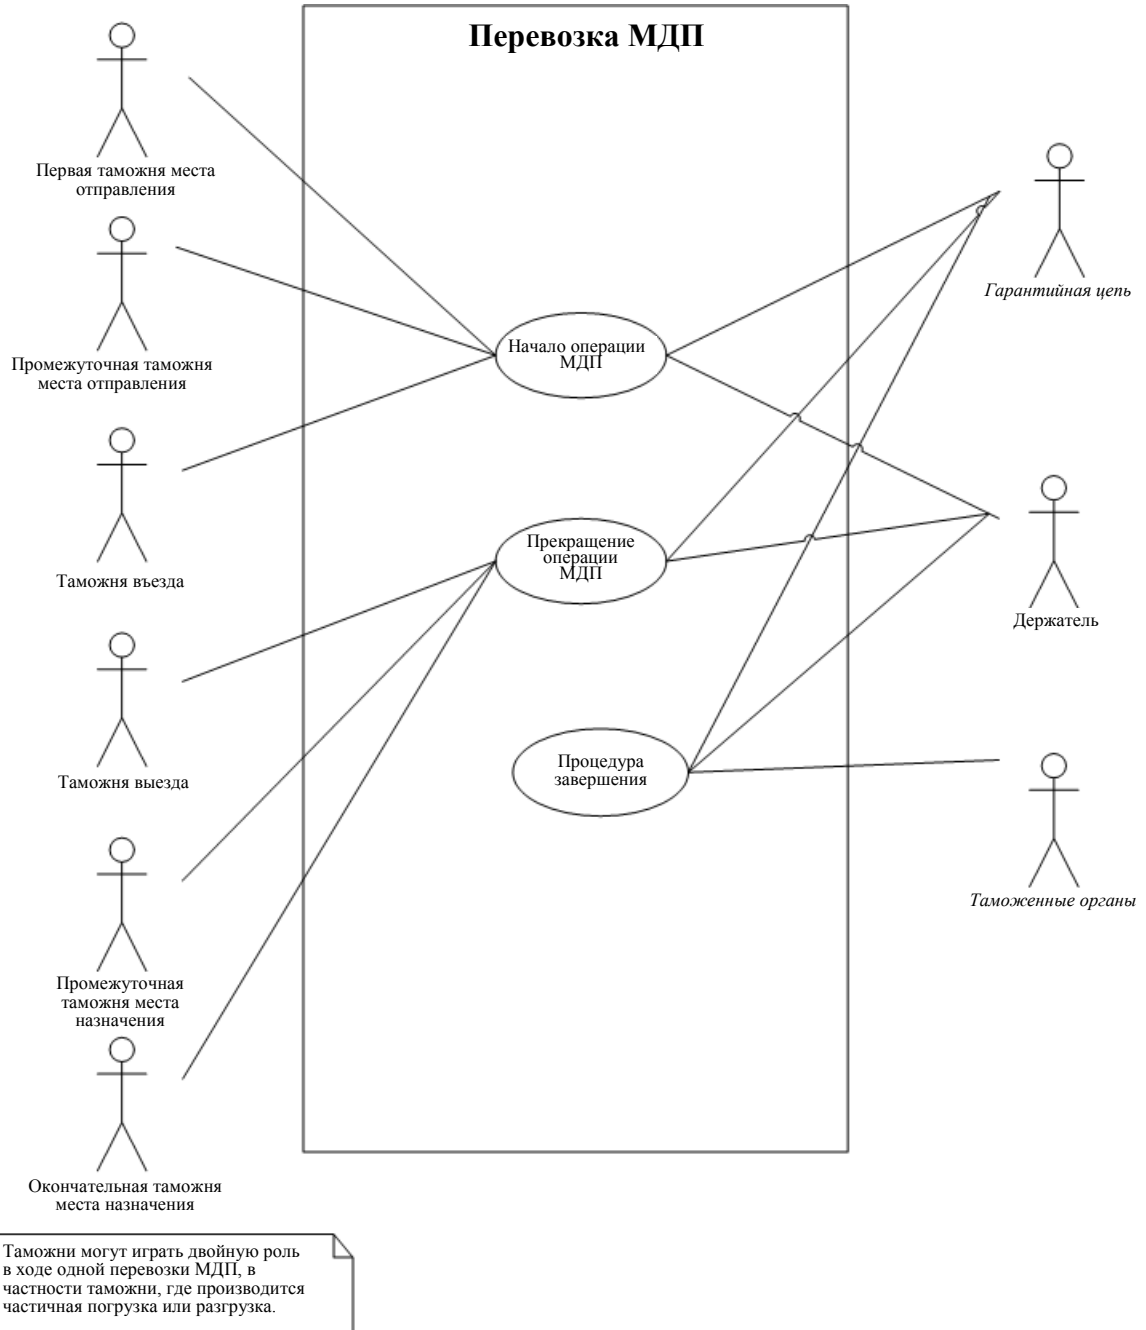 Перевозка МДП
Первая таможня места
отправления
Промежуточная таможня
места отправления
Таможня въезда
Таможня выезда
Промежуточная
таможня места
назначения
Окончательная таможня
места назначения
Начало операции
МДП
Прекращение
операции
МДП
Процедура
завершения
Гарантийная цепь
Держатель
Таможенные органы
Таможни могут играть двойную роль
в ходе одной перевозки МДП, в
частности таможни, где производится
частичная погрузка или разгрузка.